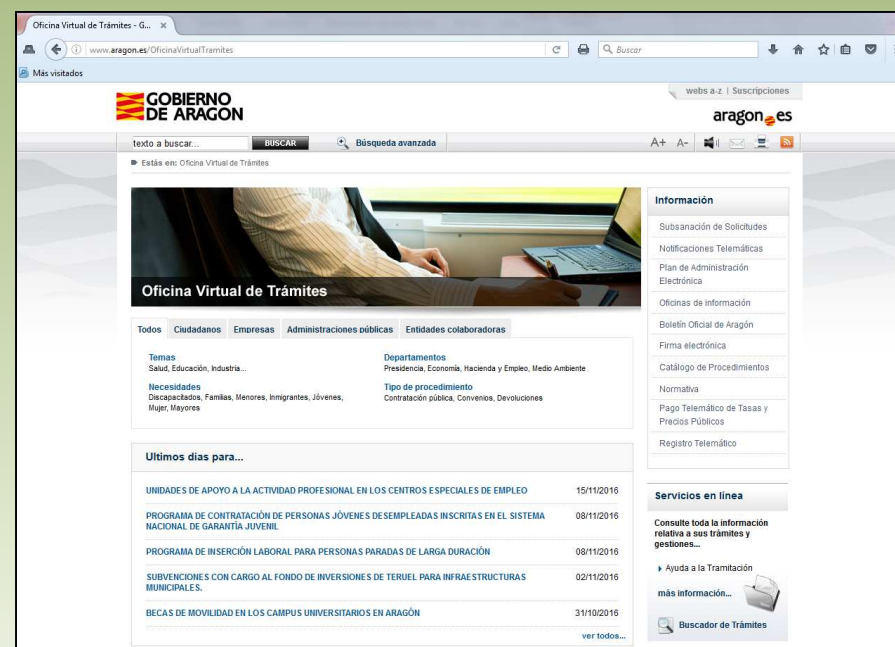 Oficina Virtual de Trámites - G... ×
www.aragon.es/OficinaVirtualTramites
Buscar
Más visitados
webs a-z | Suscripciones
GOBIERNO
DE ARAGON
aragon es
texto a buscar...
BUSCAR
Búsqueda avanzada
A+ A-
Estás en: Oficina Virtual de Trámites
Oficina Virtual de Trámites
Todos Ciudadanos Empresas Administraciones públicas Entidades colaboradoras
Temas
Salud, Educación, Industria...
Departamentos
Presidencia, Economía, Hacienda y Empleo, Medio Ambiente
Necesidades
Discapacitados, Familias, Menores, Inmigrantes, Jóvenes,
Mujer, Mayores
Tipo de procedimiento
Contratación pública, Convenios, Devoluciones
Ultimos días para...
UNIDADES DE APOYO A LA ACTIVIDAD PROFESIONAL EN LOS CENTROS ESPECIALES DE EMPLEO 15/11/2016
PROGRAMA DE CONTRATACIÓN DE PERSONAS JÓVENES DESEMPLEADAS INSCRITAS EN EL SISTEMA 08/11/2016
NACIONAL DE GARANTÍA JUVENIL
PROGRAMA DE INSERCIÓN LABORAL PARA PERSONAS PARADAS DE LARGA DURACIÓN 08/11/2016
SUBVENCIONES CON CARGO AL FONDO DE INVERSIONES DE TERUEL PARA INFRAESTRUCTURAS 02/11/2016
MUNICIPALES.
BECAS DE MOVILIDAD EN LOS CAMPUS UNIVERSITARIOS EN ARAGÓN 31/10/2016
ver todos...
Información
Subsanación de Solicitudes
Notificaciones Telemáticas
Plan de Administración
Electrónica
Oficinas de información
Boletín Oficial de Aragón
Firma electrónica
Catálogo de Procedimientos
Normativa
Pago Telemático de Tasas y
Precios Públicos
Registro Telemático
Servicios en línea
Consulte toda la información
relativa a sus trámites y
gestiones...
Ayuda a la Tramitación
más información...
Buscador de Trámites